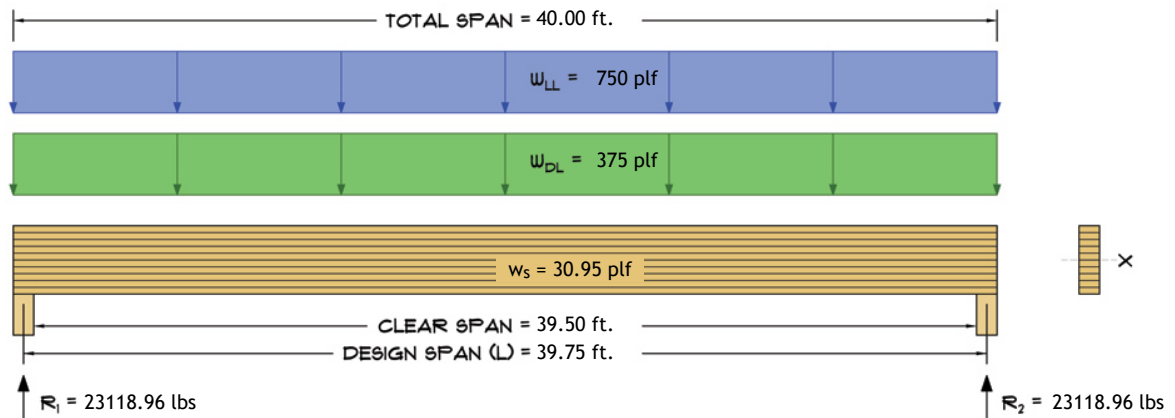 TOTAL SPAN = 40.00 ft.
wLL = 750 plf
wDL = 375 plf
ws = 30.95 plf
X
CLEAR SPAN = 39.50 ft.
DESIGN SPAN (L) = 39.75 ft.
R1 = 23118.96 lbs
R2 = 23118.96 lbs